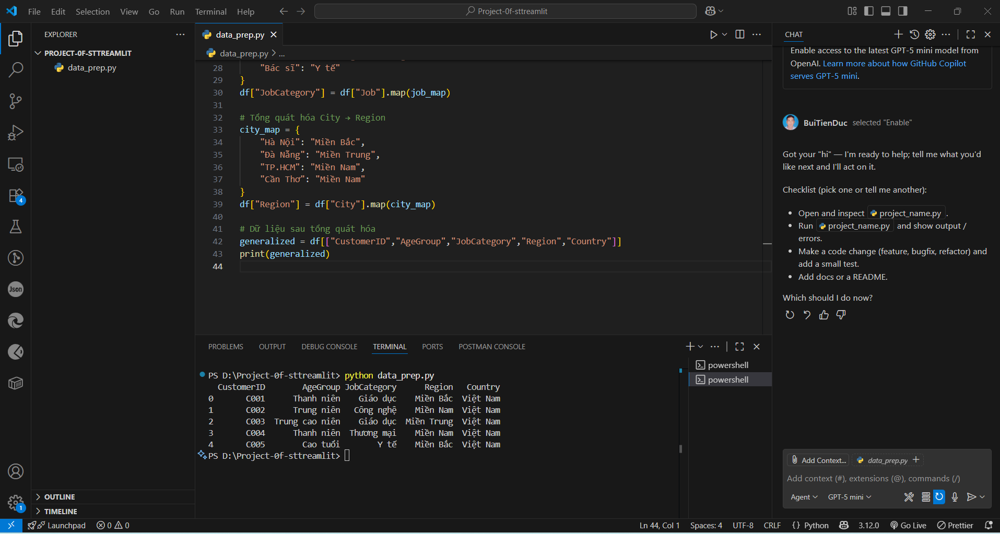 File Edit Selection View Go Run Terminal Help
Project-0f-sttreamlit
EXPLORER
PROJECT-0F-STTREAMLIT
data_prep.py
OUTLINE
TIMELINE
4
Json
1
data_prep.py
data_prep.py > ...
28 "Bác sĩ": "Y tế"
29 }
30 df["JobCategory"] = df["Job"].map(job_map)
31
32 # Tổng quát hóa City → Region
33 city_map = {
34 "Hà Nội": "Miền Bắc",
35 "Đà Nẵng": "Miền Trung",
36 "TP.HCM": "Miền Nam",
37 "Cần Thơ": "Miền Nam"
38 }
39 df["Region"] = df["City"].map(city_map)
40
41 # Dữ liệu sau tổng quát hóa
42 generalized = df[["CustomerID","AgeGroup","JobCategory","Region","Country"]]
43 print(generalized)
44
PROBLEMS OUTPUT DEBUG CONSOLE TERMINAL PORTS POSTMAN CONSOLE
PS D:\Project-0f-sttreamlit> python data_prep.py
CustomerID AgeGroup JobCategory Region Country
0 C001 Thanh niên Giáo dục Miền Bắc Việt Nam
1 C002 Trung niên Công nghệ Miền Nam Việt Nam
2 C003 Trung cao niên Giáo dục Miền Trung Việt Nam
3 C004 Thanh niên Thương mại Miền Nam Việt Nam
4 C005 Cao tuổi Y tế Miền Bắc Việt Nam
PS D:\Project-0f-sttreamlit>
powershell
powershell
CHAT
Enable access to the latest GPT-5 mini model from
OpenAI. Learn more about how GitHub Copilot
serves GPT-5 mini.
BuiTienDuc selected "Enable"
Got your "hi" — I'm ready to help; tell me what you'd
like next and I'll act on it.
Checklist (pick one or tell me another):
• Open and inspect project_name.py .
• Run project_name.py and show output /
errors.
• Make a code change (feature, bugfix, refactor) and
add a small test.
• Add docs or a README.
Which should I do now?
Add Context... data_prep.py
Add context (#), extensions (@), commands (/)
Agent GPT-5 mini
Launchpad 0 0
Ln 44, Col 1 Spaces: 4 UTF-8 CRLF {} Python 3.12.0 Go Live Prettier